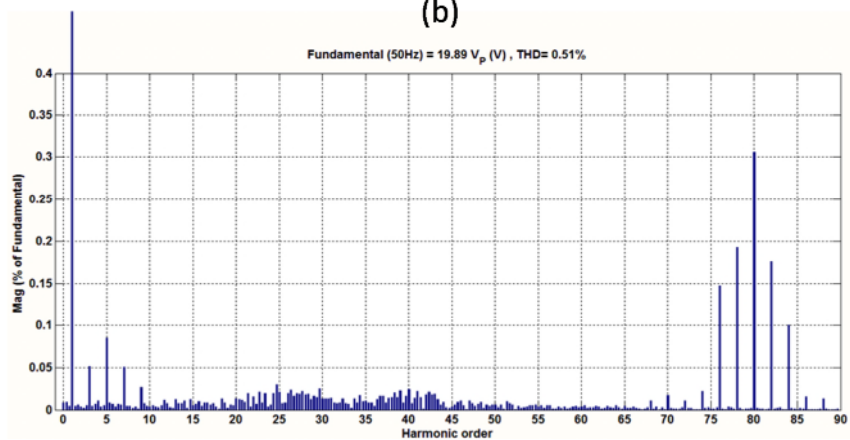 (b)
Fundamental (50Hz) = 19.89 Vp (V) , THD= 0.51%
0.4
0.35
0.3
0.25
0.2
0.15
0.1
0.05
0
Mag (% of Fundamental)
0 5 10 15 20 25 30 35 40 45 50 55 60 65 70 75 80 85 90
Harmonic order